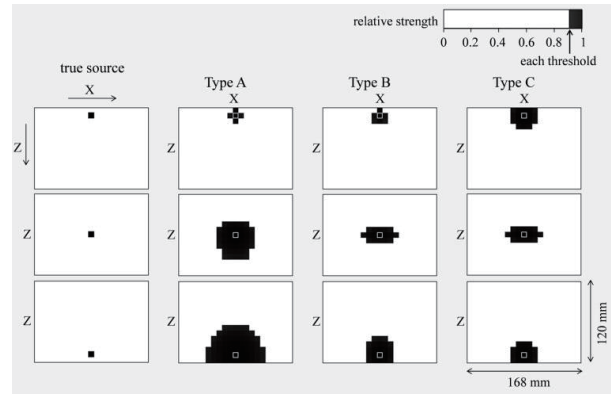 relative strength
0 0.2 0.4 0.6 0.8 1
each threshold
true source
X
Type A
X
Type B
X
Type C
X
Z
Z
Z
Z
Z
Z
Z
Z
Z
Z
Z
Z
120 mm
168 mm